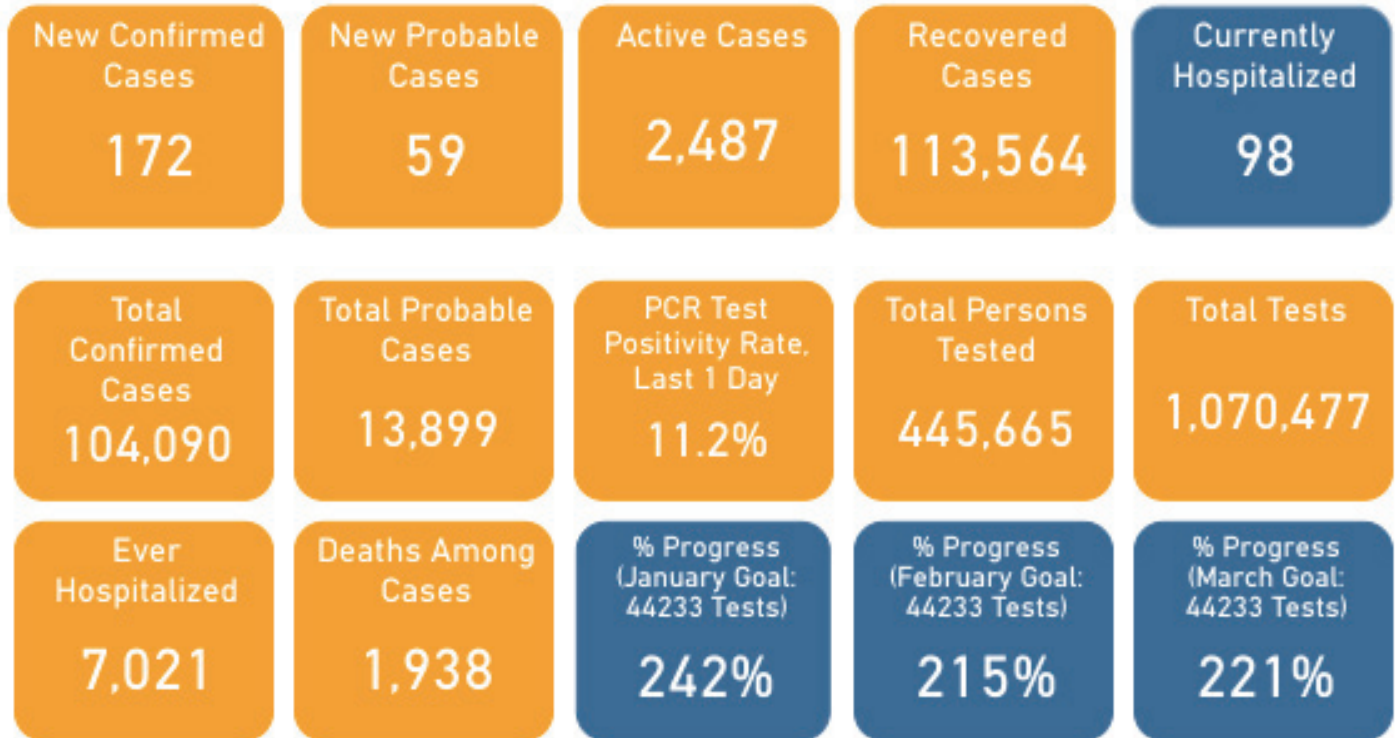 New Confirmed
Cases
172
New Probable
Cases
59
Active Cases
2,487
Recovered
Cases
113,564
Currently
Hospitalized
98
Total
Confirmed
Cases
104,090
Total Probable
Cases
13,899
PCR Test
Positivity Rate,
Last 1 Day
11.2%
Total Persons
Tested
445,665
Total Tests
1,070,477
Ever
Hospitalized
7,021
Deaths Among
Cases
1,938
% Progress
(January Goal:
44233 Tests)
242%
% Progress
(February Goal:
44233 Tests)
215%
% Progress
(March Goal:
44233 Tests)
221%